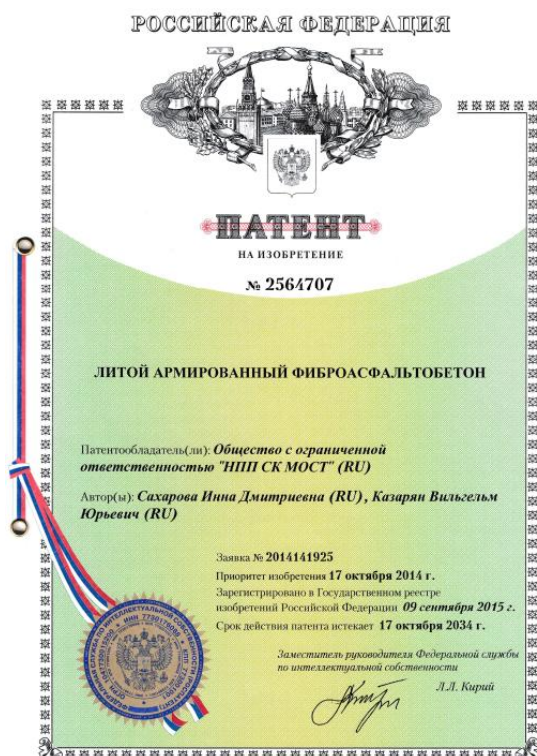 РОССИЙСКАЯ ФЕДЕРАЦИЯ
ПАТЕНТ
НА ИЗОБРЕТЕНИЕ
№ 2564707
ЛИТОЙ АРМИРОВАННЫЙ ФИБРОАСФАЛЬТОБЕТОН
Патентообладатель(ли): Общество с ограниченной
ответственностью "НПП СК МОСТ" (RU)
Автор(ы): Сахарова Инна Дмитриевна (RU), Казарян Вильгельм
Юрьевич (RU)
Заявка № 2014141925
Приоритет изобретения 17 октября 2014 г.
Зарегистрировано в Государственном реестре
изобретений Российской Федерации 09 сентября 2015 г.
Срок действия патента истекает 17 октября 2034 г.
Заместитель руководителя Федеральной службы
по интеллектуальной собственности
Л.Л. Кирий